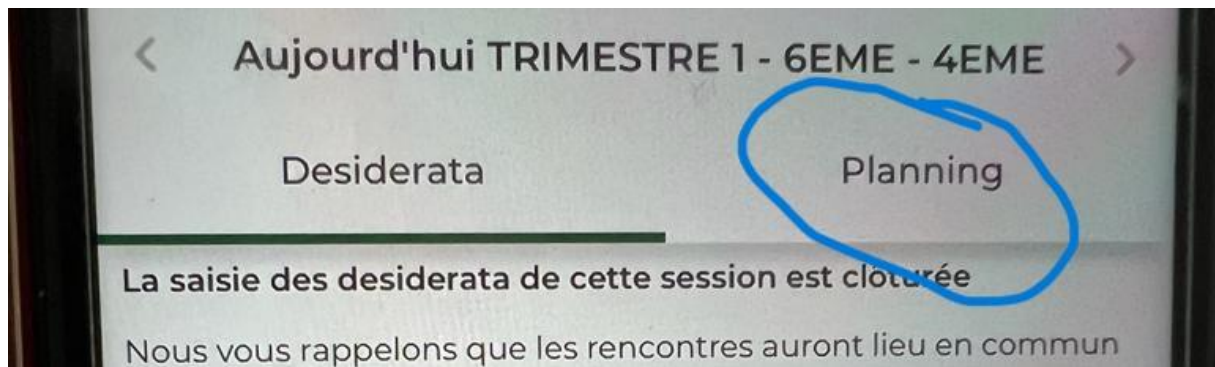 Aujourd'hui TRIMESTRE 1 - 6EME - 4EME
Desiderata Planning
La saisie des desiderata de cette session est clôturée
Nous vous rappelons que les rencontres auront lieu en commun